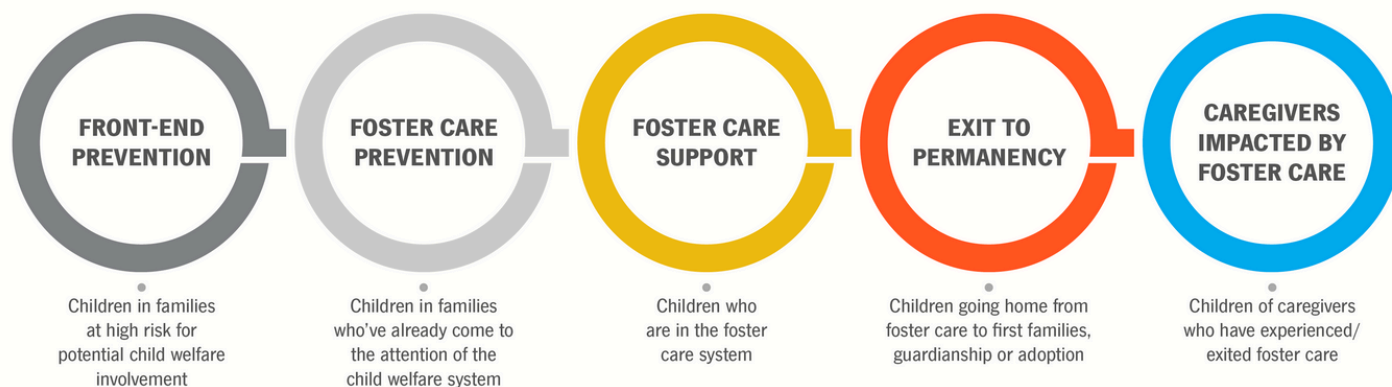 FRONT-END
PREVENTION
FOSTER CARE
PREVENTION
FOSTER CARE
SUPPORT
EXIT TO
PERMANENCY
CAREGIVERS
IMPACTED BY
FOSTER CARE
Children in families
at high risk for
potential child welfare
involvement
Children in families
who've already come to
the attention of the
child welfare system
Children who
are in the foster
care system
Children going home from
foster care to first families,
guardianship or adoption
Children of caregivers
who have experienced/
exited foster care